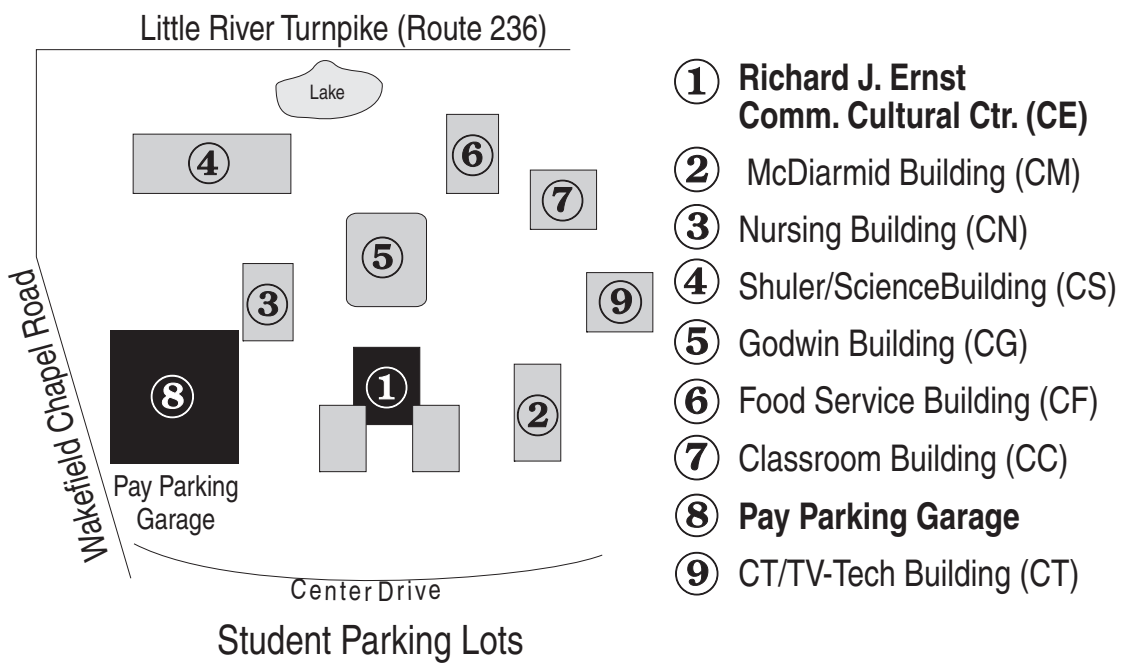 Little River Turnpike (Route 236)
Lake
4
6
7
5
3
9
8
1
2
Wakefield Chapel Road
Pay Parking
Garage
Center Drive
Student Parking Lots
1 Richard J. Ernst
Comm. Cultural Ctr. (CE)
2 McDiarmid Building (CM)
3 Nursing Building (CN)
4 Shuler/ScienceBuilding (CS)
5 Godwin Building (CG)
6 Food Service Building (CF)
7 Classroom Building (CC)
8 Pay Parking Garage
9 CT/TV-Tech Building (CT)